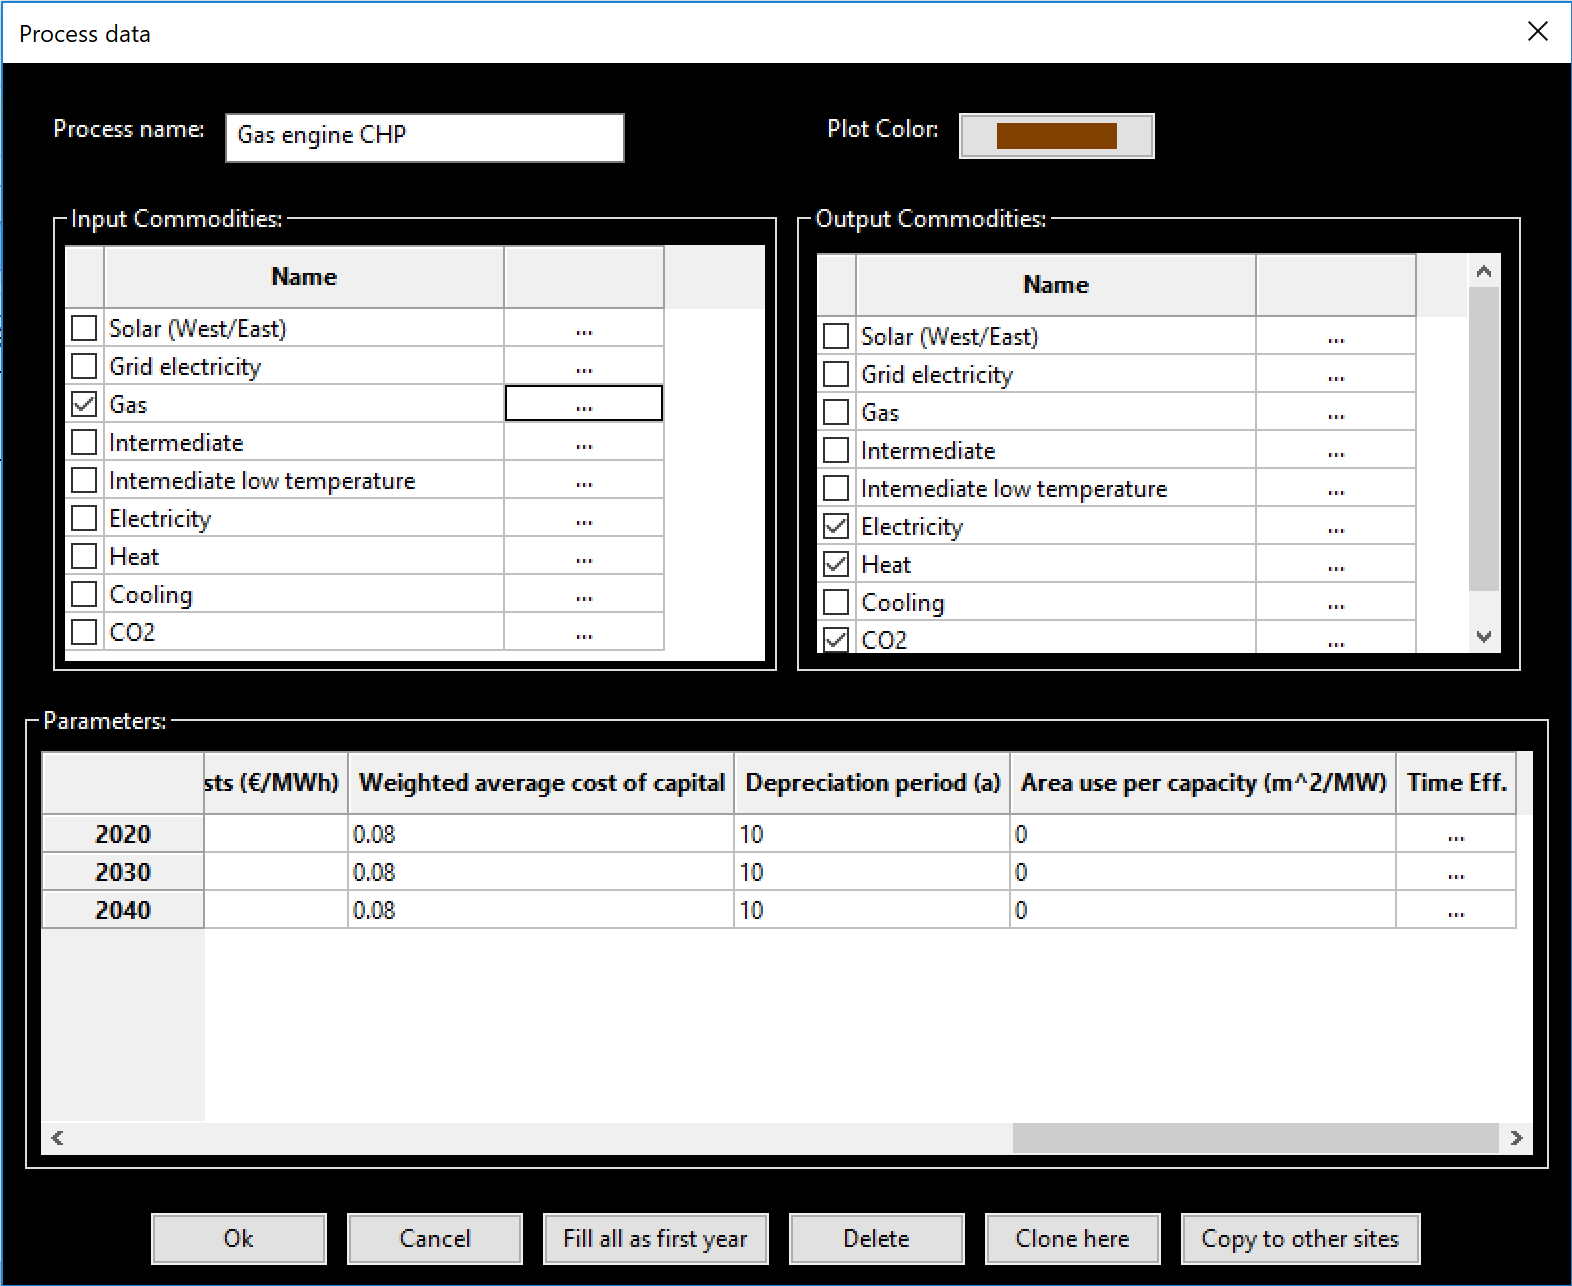 Process data
Process name: Gas engine CHP Plot Color:
Input Commodities:
Name
Solar (West/East) ...
Grid electricity ...
Gas ...
Intermediate ...
Intemediate low temperature ...
Electricity ...
Heat ...
Cooling ...
CO2 ...
Output Commodities:
Name
Solar (West/East) ...
Grid electricity ...
Gas ...
Intermediate ...
Intemediate low temperature ...
Electricity ...
Heat ...
Cooling ...
CO2 ...
Parameters:
sts (€/MWh) Weighted average cost of capital Depreciation period (a) Area use per capacity (m^2/MW) Time Eff.
2020 0.08 10 0 ...
2030 0.08 10 0 ...
2040 0.08 10 0 ...
Ok Cancel Fill all as first year Delete Clone here Copy to other sites